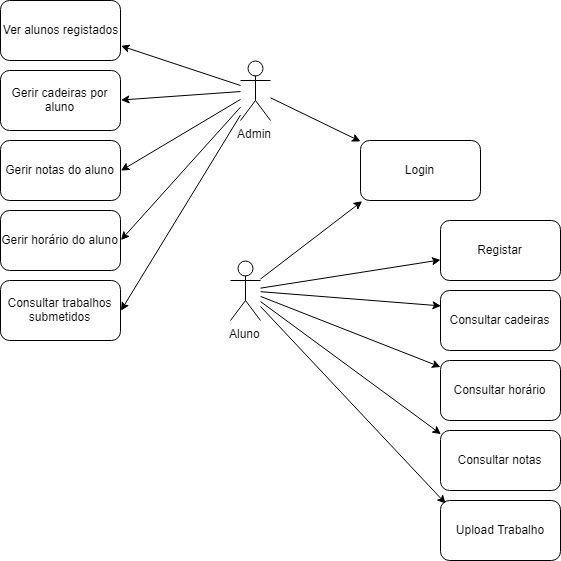 Ver alunos registados
Gerir cadeiras por
aluno
Gerir notas do aluno
Gerir horário do aluno
Consultar trabalhos
submetidos
Admin
Login
Aluno
Registar
Consultar cadeiras
Consultar horário
Consultar notas
Upload Trabalho